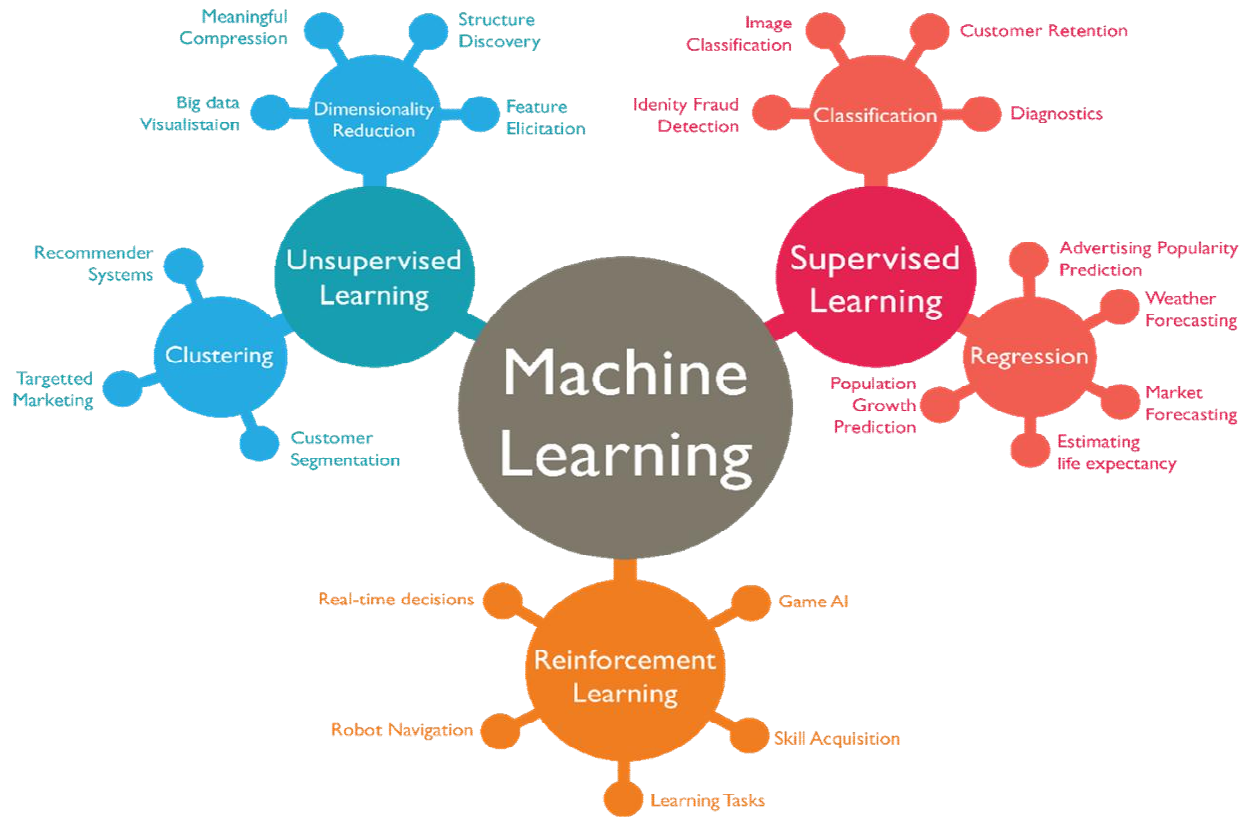 Meaningful
Compression
Structure
Discovery
Big data
Visualistaion
Dimensionality
Reduction
Feature
Elicitation
Image
Classification
Customer Retention
Idenity Fraud
Detection
Classification
Diagnostics
Unsupervised
Learning
Supervised
Learning
Recommender
Systems
Clustering
Targetted
Marketing
Customer
Segmentation
Machine
Learning
Advertising Popularity
Prediction
Weather
Forecasting
Regression
Population
Growth
Prediction
Market
Forecasting
Estimating
life expectancy
Real-time decisions
Game AI
Reinforcement
Learning
Robot Navigation
Skill Acquisition
Learning Tasks